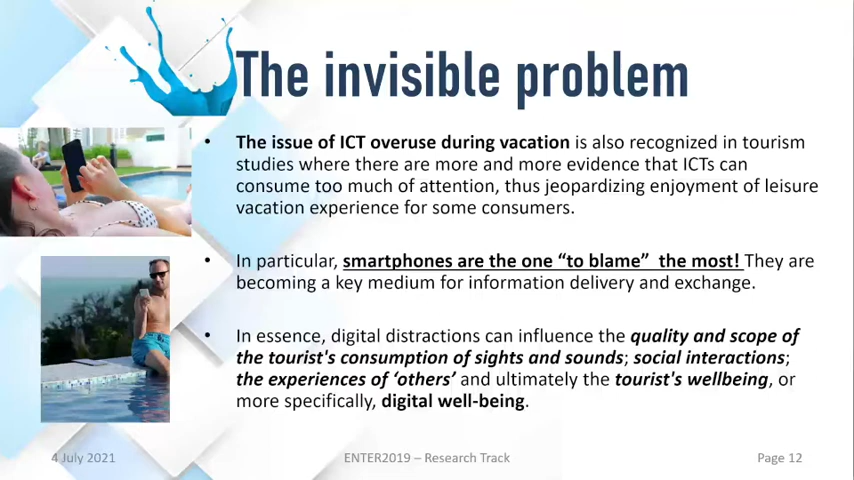 The invisible problem
• The issue of ICT overuse during vacation is also recognized in tourism
studies where there are more and more evidence that ICTs can
consume too much of attention, thus jeopardizing enjoyment of leisure
vacation experience for some consumers.
• In particular, smartphones are the one “to blame”  the most! They are
becoming a key medium for information delivery and exchange.
• In essence, digital distractions can influence the quality and scope of
the tourist's consumption of sights and sounds; social interactions;
the experiences of ‘others’ and ultimately the tourist's wellbeing, or
more specifically, digital well-being.
4 July 2021
ENTER2019 – Research Track
Page 12